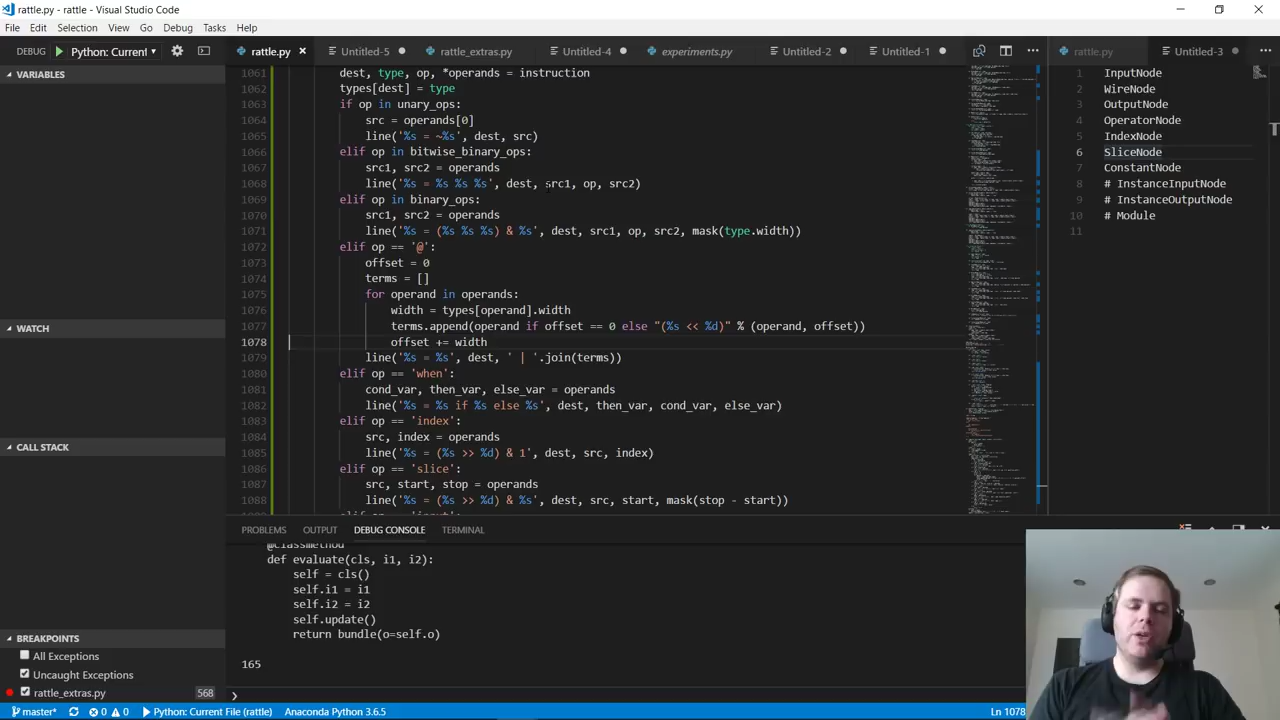 rattle.py - rattle - Visual Studio Code
File Edit Selection View Go Debug Tasks Help
DEBUG Python: Current
rattle.py Untitled-5 rattle_extras.py Untitled-4 experiments.py Untitled-2 Untitled-1
rattle.py Untitled-3
VARIABLES
WATCH
CALL STACK
BREAKPOINTS
All Exceptions
Uncaught Exceptions
rattle_extras.py 568
1061 dest, type, op, *operands = instruction
1062 types[dest] = type
1063 if op in unary_ops:
1064 src = operands[0]
1065 line('%s = ~%s', dest, src)
1066 elif op in bitwise_binary_ops:
1067 src1, src2 = operands
1068 line('%s = %s %s %s', dest, src1, op, src2)
1069 elif op in binary_ops:
1070 src1, src2 = operands
1071 line('%s = (%s %s %s) & %s', dest, src1, op, src2, mask(type.width))
1072 elif op == '@':
1073 offset = 0
1074 terms = []
1075 for operand in operands:
1076 width = types[operand].width
1077 terms.append(operand if offset == 0 else "(%s << %d)" % (operand, offset))
1078 offset += width
1079 line('%s = %s', dest, ' | '.join(terms))
1080 elif op == 'when':
1081 cond_var, then_var, else_var = operands
1082 line('%s = %s if %s else %s', dest, then_var, cond_var, else_var)
1083 elif op == 'index':
1084 src, index = operands
1085 line('%s = (%s >> %d) & 1', dest, src, index)
1086 elif op == 'slice':
1087 src, start, stop = operands
1088 line('%s = (%s >> %d) & %s', dest, src, start, mask(stop - start))
1 InputNode
2 WireNode
3 OutputNode
4 OperatorNode
5 IndexNode
6 SliceNode
7 ConstantNode
8 # InstanceInputNode
9 # InstanceOutputNode
10 # Module
11
PROBLEMS OUTPUT DEBUG CONSOLE TERMINAL
@classmethod
def evaluate(cls, i1, i2):
self = cls()
self.i1 = i1
self.i2 = i2
self.update()
return bundle(o=self.o)
165
master* 0 0 Python: Current File (rattle) Anaconda Python 3.6.5
Ln 1078